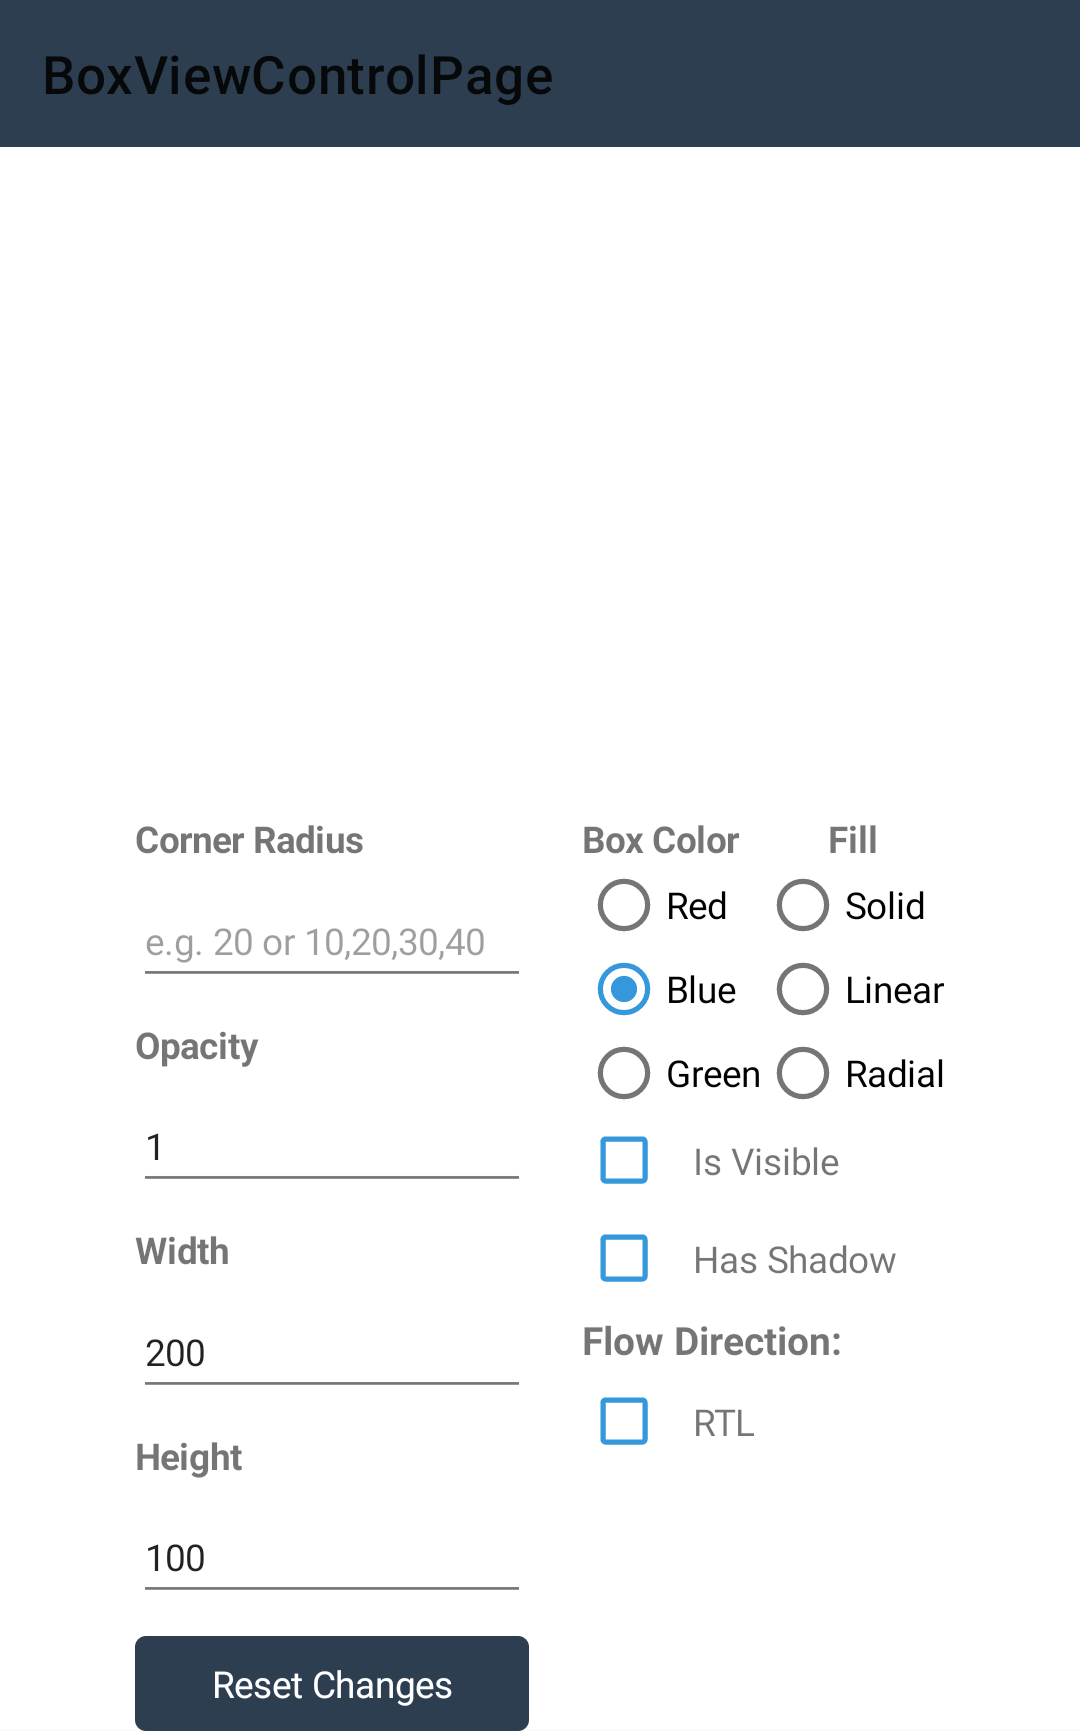 BoxViewControlPage
Corner Radius
e.g. 20 or 10,20,30,40
Opacity
1
Width
200
Height
100
Reset Changes
Box Color
Red
Blue
Green
Fill
Solid
Linear
Radial
Is Visible
Has Shadow
Flow Direction:
RTL